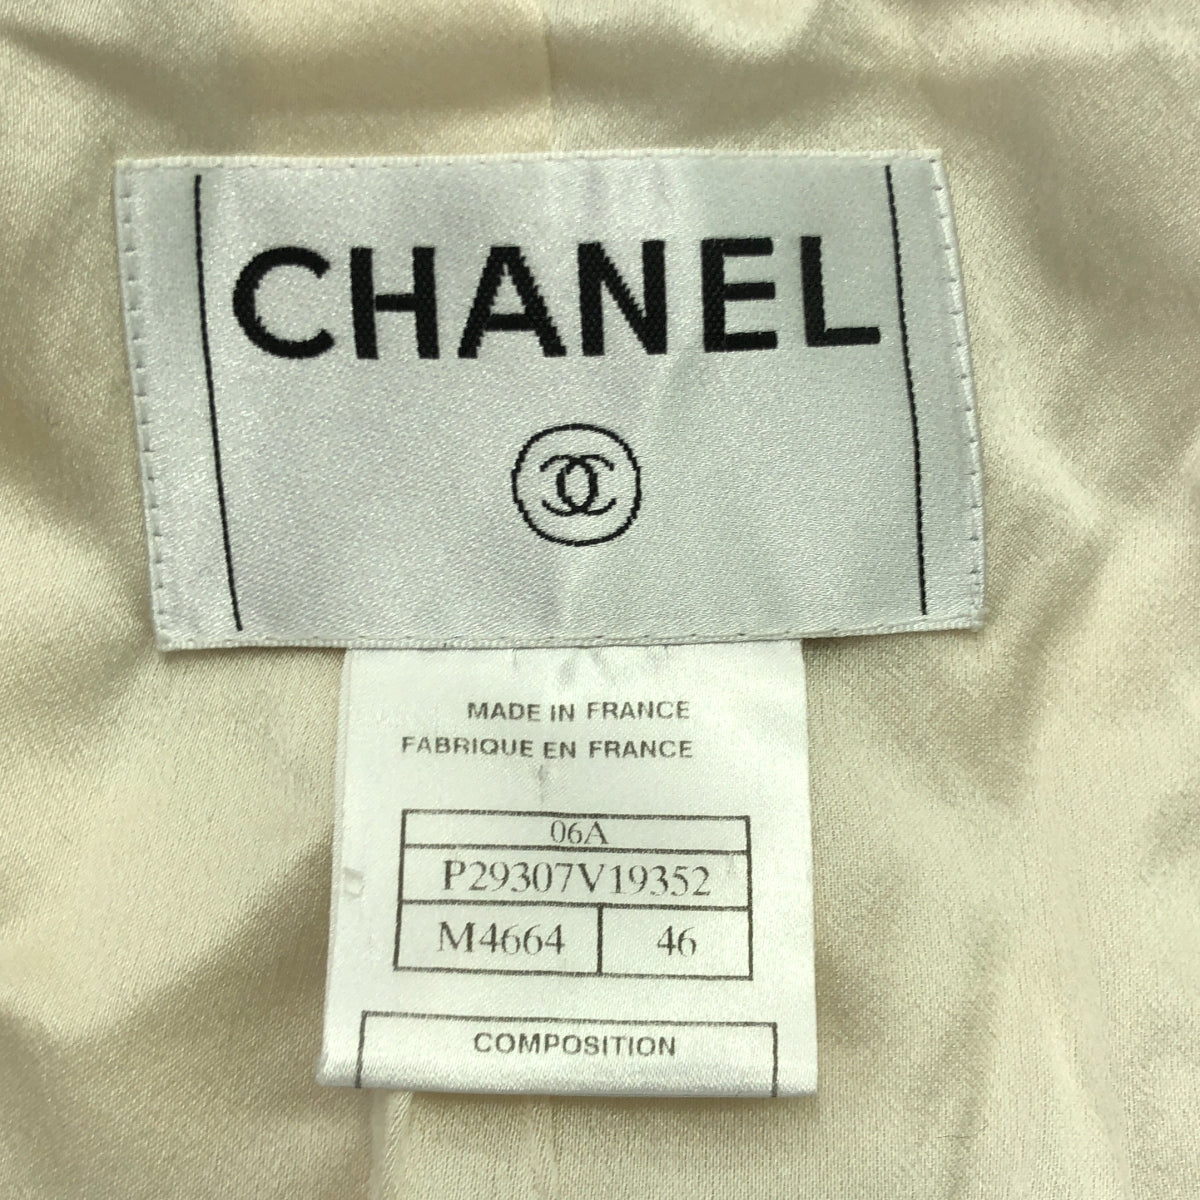 CHANEL
MADE IN FRANCE
FABRIQUE EN FRANCE
06A
P29307V19352
M4664 46
COMPOSITION